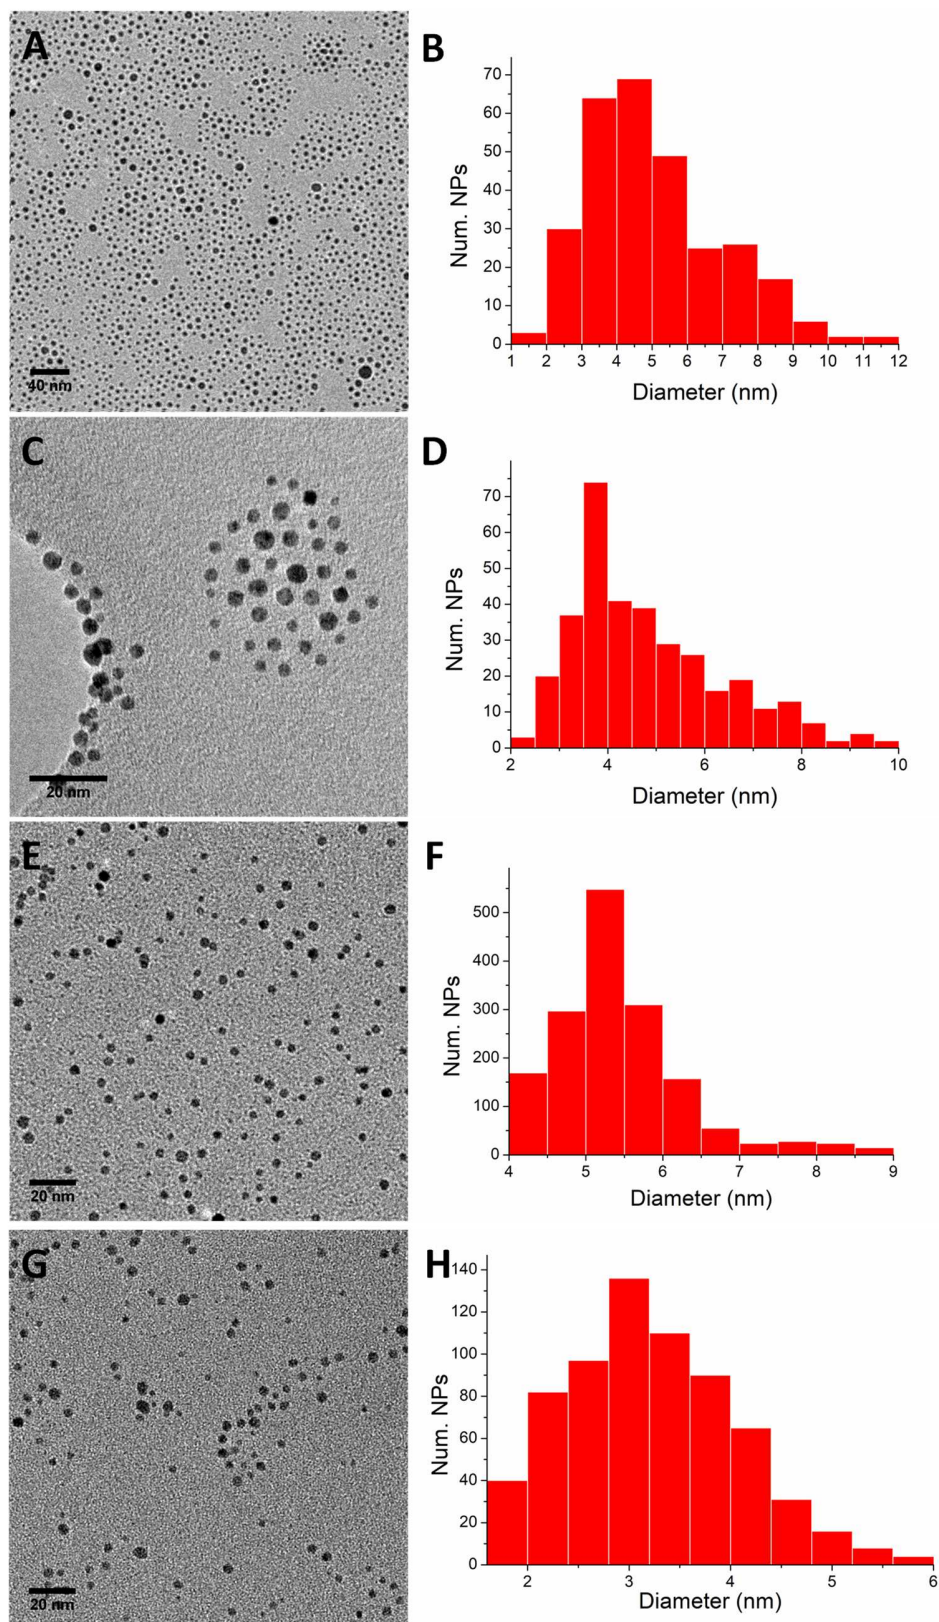 A
40 nm
B
70
60
50
40
30
20
10
0
Num. NPs
1 2 3 4 5 6 7 8 9 10 11 12
Diameter (nm)
C
20 nm
D
70
60
50
40
30
20
10
0
Num. NPs
2 4 6 8 10
Diameter (nm)
E
20 nm
F
500
400
300
200
100
0
Num. NPs
4 5 6 7 8 9
Diameter (nm)
G
20 nm
H
140
120
100
80
60
40
20
0
Num. NPs
2 3 4 5 6
Diameter (nm)